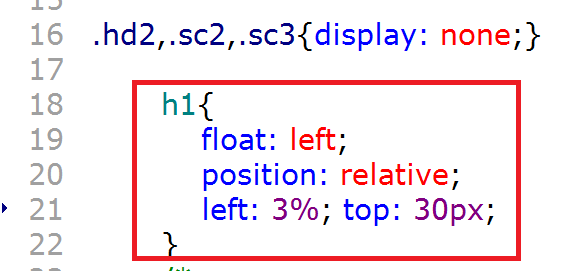 16 .hd2,.sc2,.sc3{display: none;}
17
18 h1{
19 float: left;
20 position: relative;
21 left: 3%; top: 30px;
22 }
/*